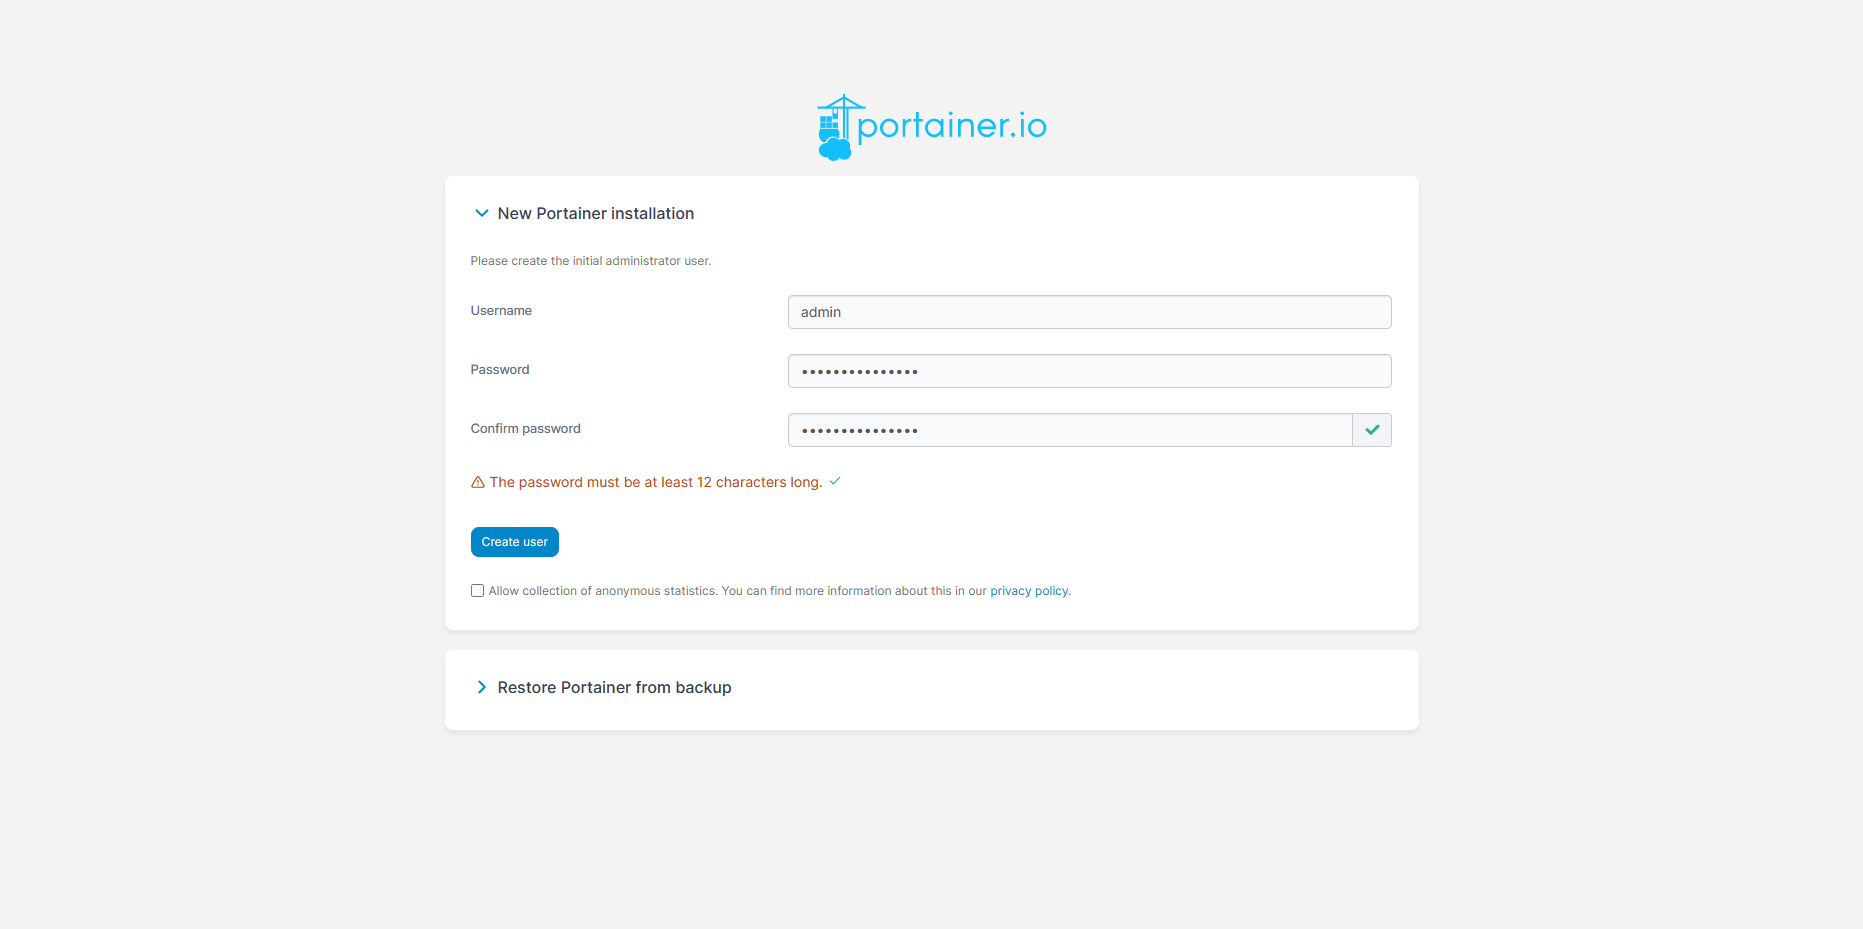 portainer.io
New Portainer installation
Please create the initial administrator user.
Username
admin
Password
•••••••••••••••
Confirm password
•••••••••••••••
The password must be at least 12 characters long.
Create user
Allow collection of anonymous statistics. You can find more information about this in our privacy policy.
Restore Portainer from backup